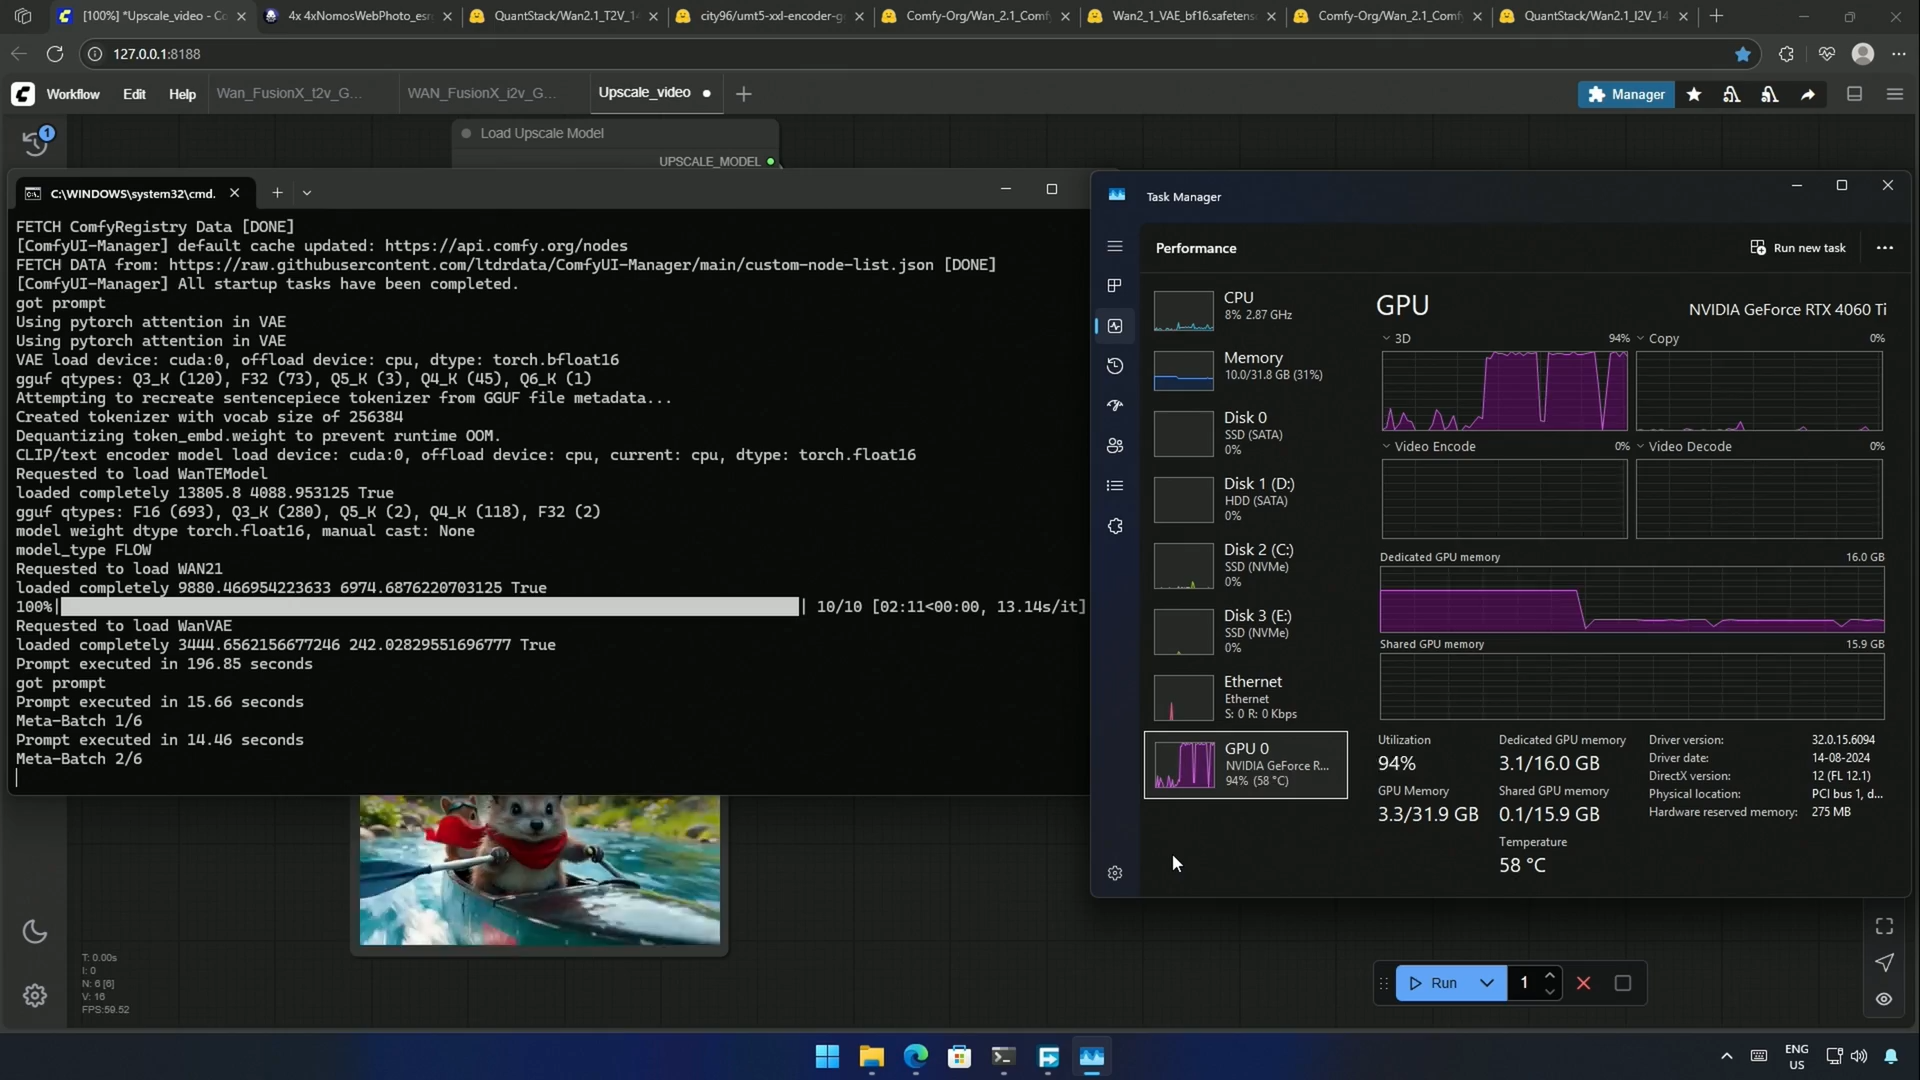 [100%] *Upscale_video - C
4x 4xNomosWebPhoto_esr
QuantStack/Wan2.1_T2V_1
city96/umt5-xxl-encoder-g
Comfy-Org/Wan_2.1_Comf
Wan2_1_VAE_bf16.safetens
Comfy-Org/Wan_2.1_Comf
QuantStack/Wan2.1_I2V_14
127.0.0.1:8188
Workflow
Edit
Help
Wan_FusionX_t2v_G...
WAN_FusionX_i2v_G...
Upscale_video
Manager
1
Load Upscale Model
UPSCALE_MODEL
C:\WINDOWS\system32\cmd.
FETCH ComfyRegistry Data [DONE]
[ComfyUI-Manager] default cache updated: https://api.comfy.org/nodes
FETCH DATA from: https://raw.githubusercontent.com/ltdrdata/ComfyUI-Manager/main/custom-node-list.json [DONE]
[ComfyUI-Manager] All startup tasks have been completed.
got prompt
Using pytorch attention in VAE
Using pytorch attention in VAE
VAE load device: cuda:0, offload device: cpu, dtype: torch.bfloat16
gguf qtypes: Q3_K (120), F32 (73), Q5_K (3), Q4_K (45), Q6_K (1)
Attempting to recreate sentencepiece tokenizer from GGUF file metadata...
Created tokenizer with vocab size of 256384
Dequantizing token_embd.weight to prevent runtime OOM.
CLIP/text encoder model load device: cuda:0, offload device: cpu, current: cpu, dtype: torch.float16
Requested to load WanTEModel
loaded completely 13805.8 4088.953125 True
gguf qtypes: F16 (693), Q3_K (280), Q5_K (2), Q4_K (118), F32 (2)
model weight dtype torch.float16, manual cast: None
model_type FLOW
Requested to load WAN21
loaded completely 9880.466954223633 6974.6876220703125 True
100%| | 10/10 [02:11<00:00, 13.14s/it]
Requested to load WanVAE
loaded completely 3444.6562156677246 242.02829551696777 True
Prompt executed in 196.85 seconds
got prompt
Prompt executed in 15.66 seconds
Meta-Batch 1/6
Prompt executed in 14.46 seconds
Meta-Batch 2/6
T: 0.00s
I: 0
N: 6 [6]
V: 16
FPS:59.52
Task Manager
Performance
Run new task
CPU
8% 2.87 GHz
Memory
10.0/31.8 GB (31%)
Disk 0
SSD (SATA)
0%
Disk 1 (D:)
HDD (SATA)
0%
Disk 2 (C:)
SSD (NVMe)
0%
Disk 3 (E:)
SSD (NVMe)
0%
Ethernet
Ethernet
S: 0 R: 0 Kbps
GPU 0
NVIDIA GeForce R...
94% (58 °C)
GPU
NVIDIA GeForce RTX 4060 Ti
3D 94%
Copy 0%
Video Encode 0%
Video Decode 0%
Dedicated GPU memory 16.0 GB
Shared GPU memory 15.9 GB
Utilization
94%
Dedicated GPU memory
3.1/16.0 GB
GPU Memory
3.3/31.9 GB
Shared GPU memory
0.1/15.9 GB
Temperature
58 °C
Driver version: 32.0.15.6094
Driver date: 14-08-2024
DirectX version: 12 (FL 12.1)
Physical location: PCI bus 1, d...
Hardware reserved memory: 275 MB
Run
1
ENG
US